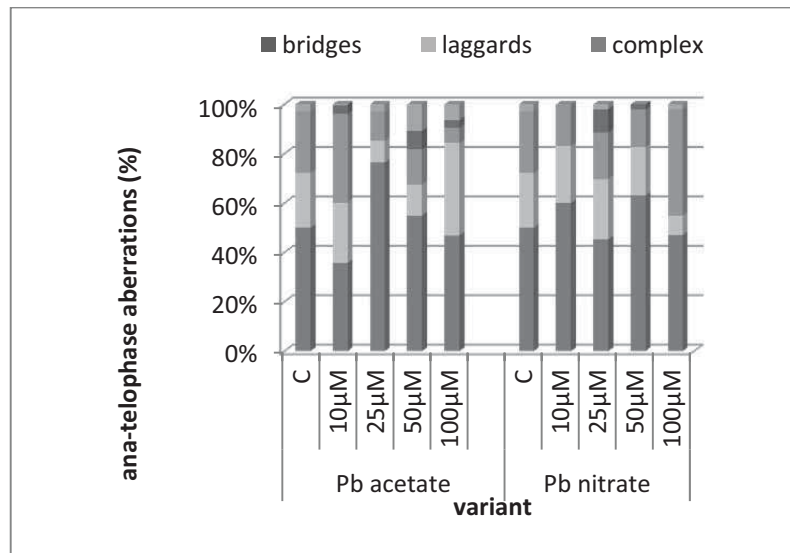 bridges laggards complex
ana-telophase aberrations (%)
100%
80%
60%
40%
20%
0%
C 10µM 25µM 50µM 100µM C 10µM 25µM 50µM 100µM
Pb acetate Pb nitrate
variant